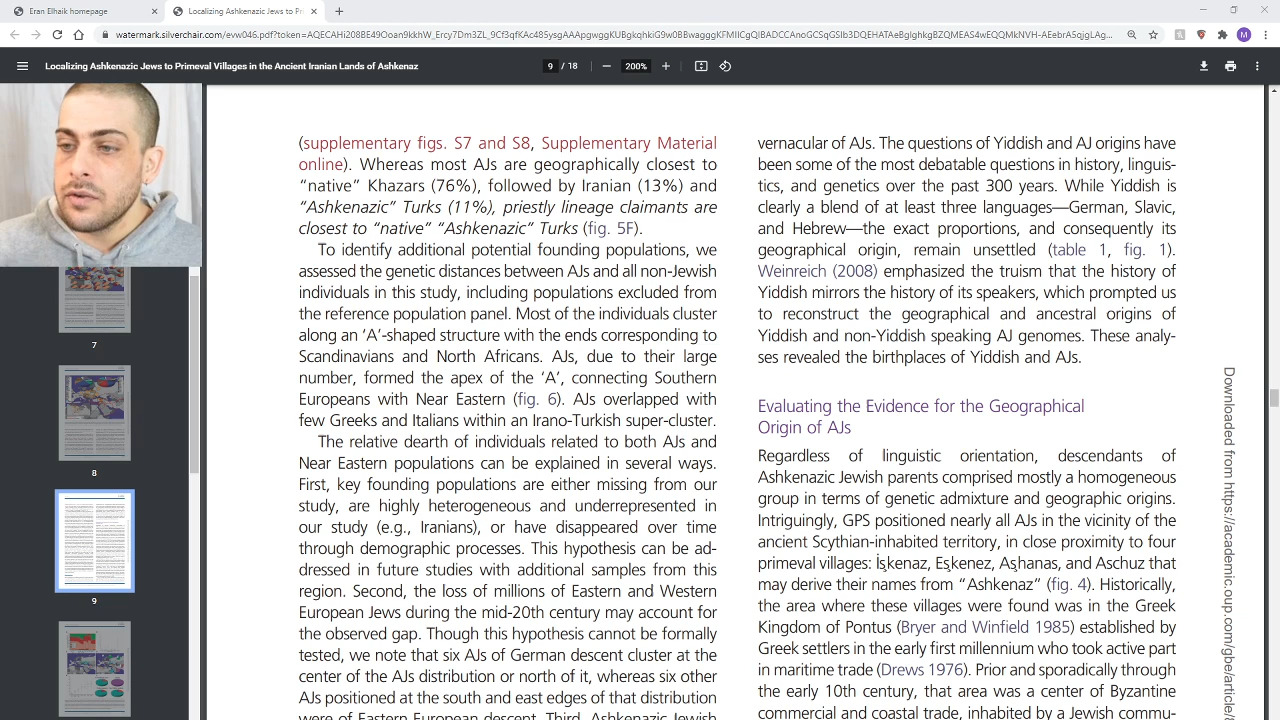 Eran Elhaik homepage
Localizing Ashkenazic Jews to Pri
watermark.silverchair.com/
Localizing Ashkenazic Jews to Primeval Villages in the Ancient Iranian Lands of Ashkenaz
9 / 18
200%
M
(supplementary figs. S7 and S8, Supplementary Material
online). Whereas most AJs are geographically closest to
“native” Khazars (76%), followed by Iranian (13%) and
“Ashkenazic” Turks (11%), priestly lineage claimants are
closest to “native” “Ashkenazic” Turks (fig. 5F).
To identify additional potential founding populations, we
assessed the genetic distances between AJs and all non-Jewish
individuals in this study, including populations excluded from
the reference population panel. Most of the individuals cluster
along an ‘A’-shaped structure with the ends corresponding to
Scandinavians and North Africans. AJs, due to their large
number, formed the apex of the ‘A’, connecting Southern
Europeans with Near Eastern (fig. 6). AJs overlapped with
few Greeks and Italians within an Irano-Turkish super-cluster.
The relative dearth of individuals related to both AJs and
Near Eastern populations can be explained in several ways.
First, key founding populations are either missing from our
study (e.g., Hungarians), grossly underrepresented in
our study (e.g., Iranians), or have disappeared over time
through demographic processes. This hypothesis can be ad-
dressed in future studies with additional samples from this
region. Second, the loss of millions of Eastern and Western
European Jews during the mid-20th century may account for
the observed gap. Though this hypothesis cannot be formally
tested, we note that six AJs of German descent cluster at the
center of the AJs distribution or north of it, whereas six other
AJs positioned at the south and east edges of that distribution
were of Eastern European descent. Third, Ashkenazic Jewish
vernacular of AJs. The questions of Yiddish and AJ origins have
been some of the most debatable questions in history, linguis-
tics, and genetics over the past 300 years. While Yiddish is
clearly a blend of at least three languages—German, Slavic,
and Hebrew—the exact proportions, and consequently its
geographical origin, remain unsettled (table 1, fig. 1).
Weinreich (2008) emphasized the truism that the history of
Yiddish mirrors the history of its speakers, which prompted us
to reconstruct the geographical and ancestral origins of
Yiddish and non-Yiddish speaking AJ genomes. These analy-
ses revealed the birthplaces of Yiddish and AJs.
Evaluating the Evidence for the Geographical
Origin of AJs
Regardless of linguistic orientation, descendants of
Ashkenazic Jewish parents comprised mostly a homogeneous
group in terms of genetic admixture and geographic origins.
GPS positioned nearly all AJs in the vicinity of the
ancient Scythian-inhabited territory, in close proximity to four
primeval villages: İşkenaz, Eşkenez, Aşhanas, and Aschuz that
may derive their names from “Ashkenaz” (fig. 4). Historically,
the area where these villages were found was in the Greek
Kingdom of Pontus (Bryer and Winfield 1985) established by
Greek settlers in the early first millennium who took active part
in maritime trade (Drews 1976). Prior and sporadically through
the early 10th century, that area was a center of Byzantine
commercial and coastal trade, inhabited by a Jewish commu-
Downloaded from https://academic.oup.com/gbe/article/
7
8
9